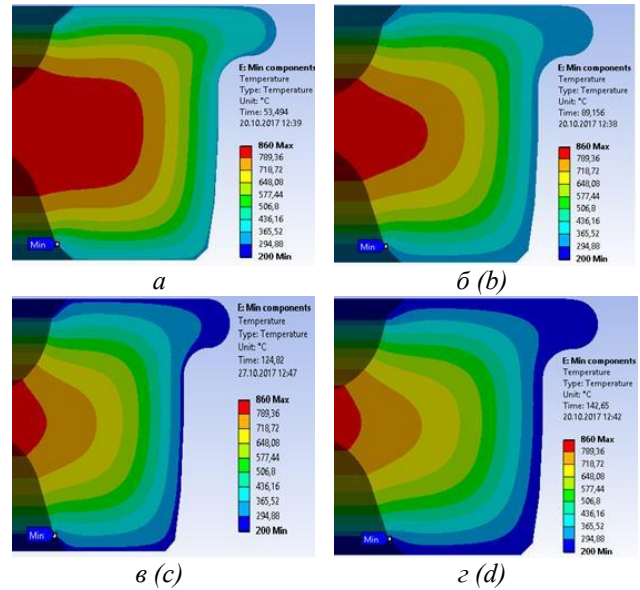 E: Min components
Temperature
Type: Temperature
Unit: °C
Time: 53,494
20.10.2017 12:39
860 Max
789,36
718,72
648,08
577,44
506,8
436,16
365,52
294,88
200 Min
Min
а
E: Min components
Temperature
Type: Temperature
Unit: °C
Time: 89,156
20.10.2017 12:38
860 Max
789,36
718,72
648,08
577,44
506,8
436,16
365,52
294,88
200 Min
Min
б (b)
E: Min components
Temperature
Type: Temperature
Unit: °C
Time: 124,82
27.10.2017 12:47
860 Max
789,36
718,72
648,08
577,44
506,8
436,16
365,52
294,88
200 Min
Min
в (c)
E: Min components
Temperature
Type: Temperature
Unit: °C
Time: 142,65
20.10.2017 12:42
860 Max
789,36
718,72
648,08
577,44
506,8
436,16
365,52
294,88
200 Min
Min
г (d)